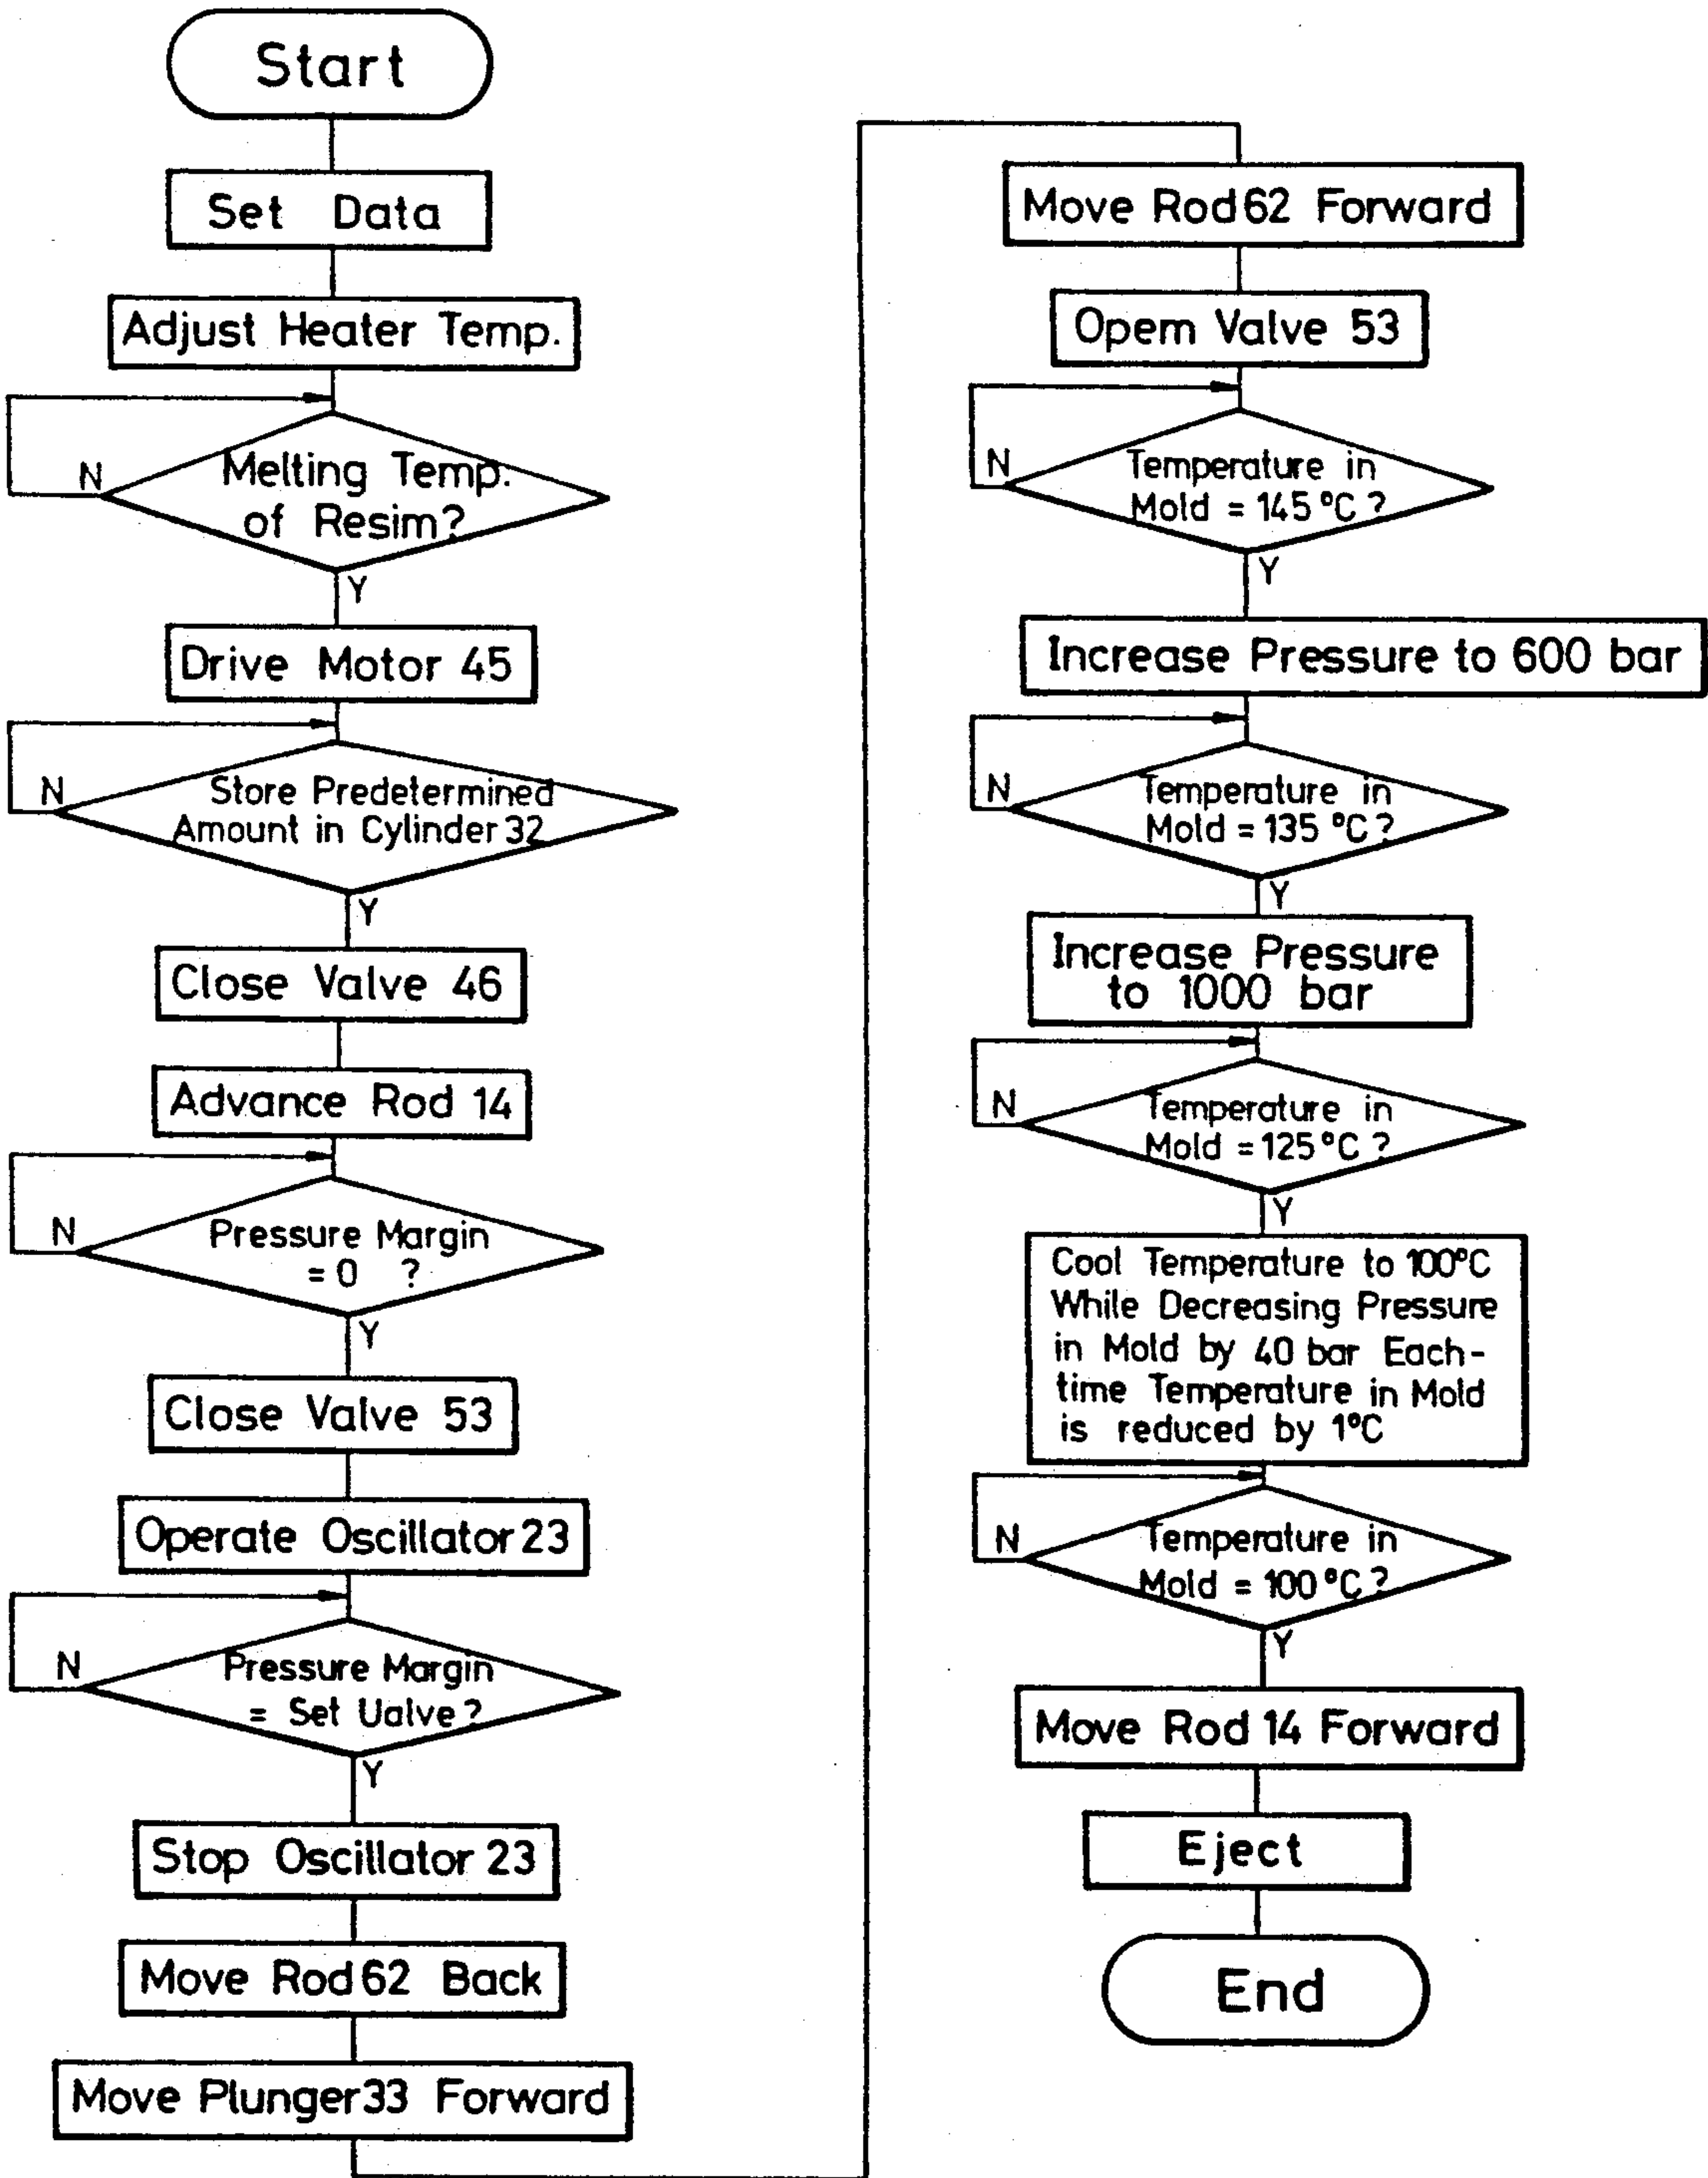 Start
Set Data
Adjust Heater Temp.
Melting Temp.
of Resim?
N
Y
Drive Motor 45
Store Predetermined
Amount in Cylinder 32
N
Y
Close Valve 46
Advance Rod 14
Pressure Margin
= 0 ?
N
Y
Close Valve 53
Operate Oscillator 23
Pressure Margin
= Set Ualve?
N
Y
Stop Oscillator 23
Move Rod 62 Back
Move Plunger 33 Forward
Move Rod 62 Forward
Opem Valve 53
Temperature in
Mold = 145 °C ?
N
Y
Increase Pressure to 600 bar
Temperature in
Mold = 135 °C ?
N
Y
Increase Pressure
to 1000 bar
Temperature in
Mold = 125 °C ?
N
Y
Cool Temperature to 100°C
While Decreasing Pressure
in Mold by 40 bar Each-
time Temperature in Mold
is reduced by 1°C
Temperature in
Mold = 100 °C ?
N
Y
Move Rod 14 Forward
Eject
End